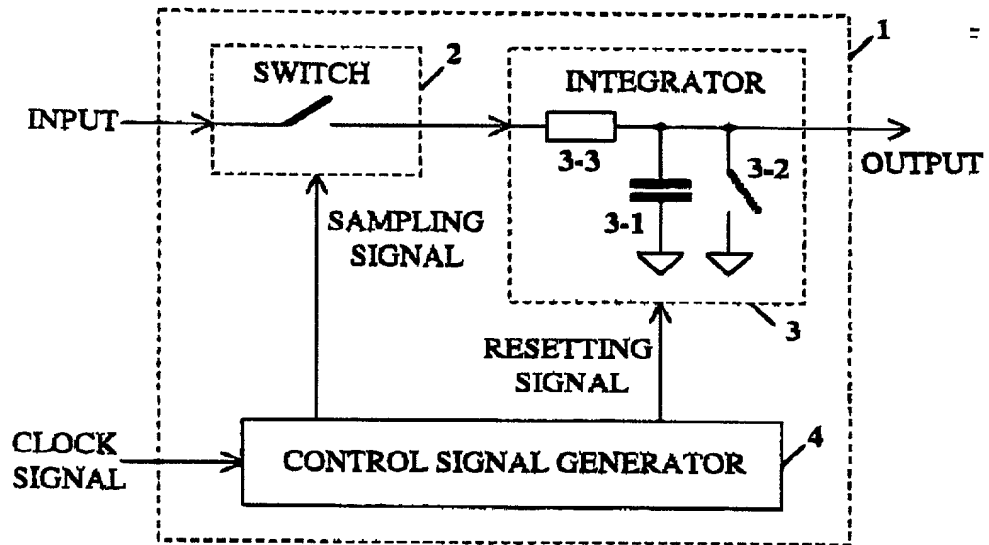 1
SWITCH
2
INTEGRATOR
INPUT
3-3
3-2
OUTPUT
3-1
SAMPLING
SIGNAL
3
RESETTING
SIGNAL
CLOCK
SIGNAL
CONTROL SIGNAL GENERATOR
4